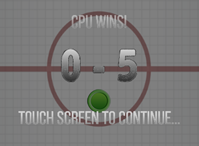 CPU WINS!
0 - 5
TOUCH SCREEN TO CONTINUE...